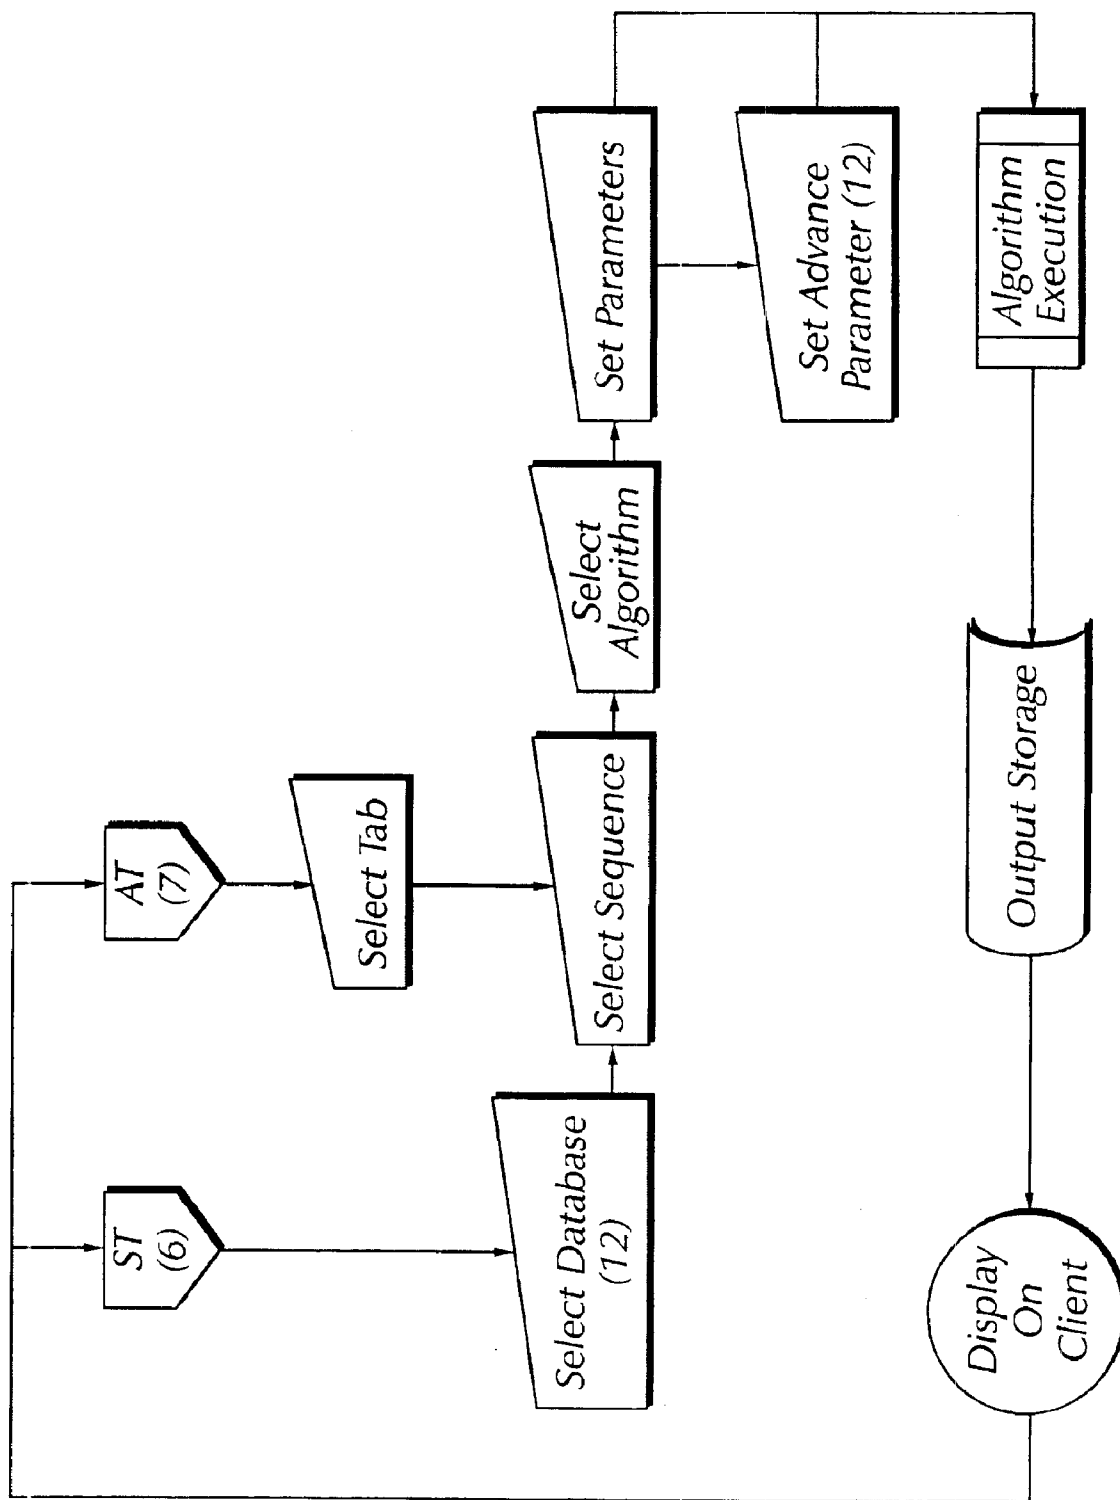 ST
(6)
AT
(7)
Select Tab
Select Database
(12)
Select Sequence
Select
Algorithm
Set Parameters
Set Advance
Parameter (12)
Display
On
Client
Output Storage
Algorithm
Execution